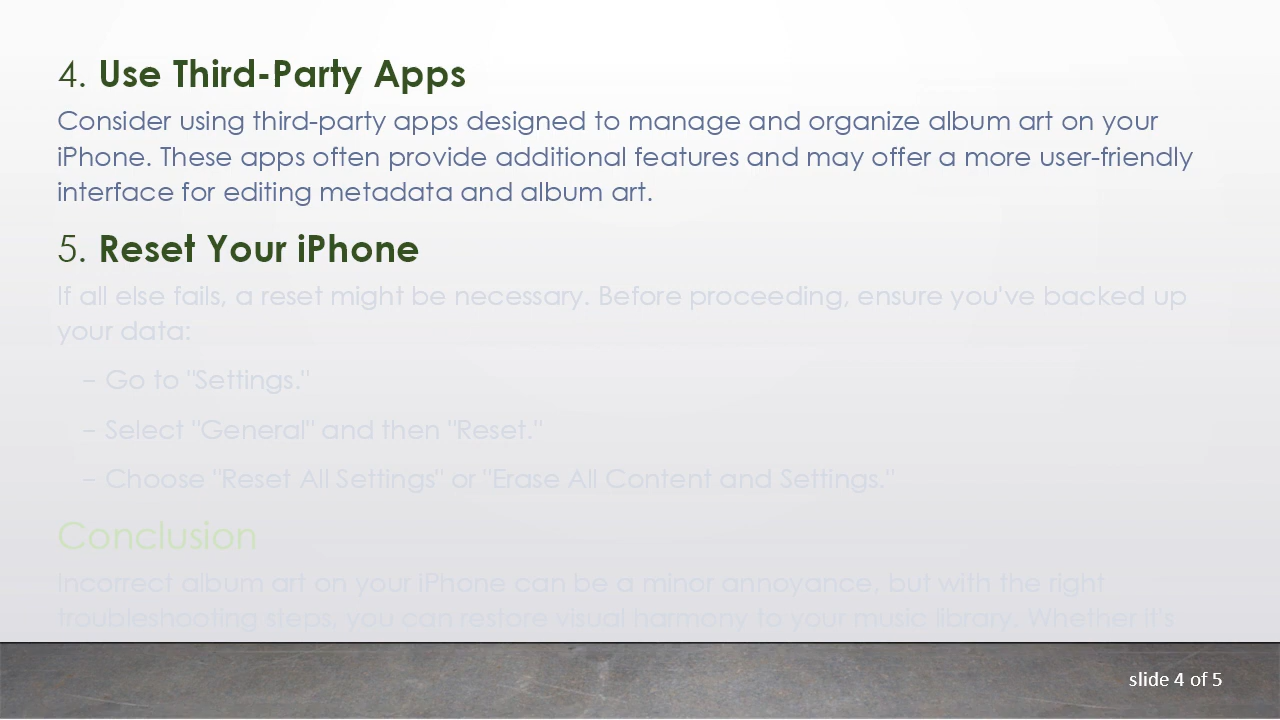 4. Use Third-Party Apps
Consider using third-party apps designed to manage and organize album art on your
iPhone. These apps often provide additional features and may offer a more user-friendly
interface for editing metadata and album art.
5. Reset Your iPhone
If all else fails, a reset might be necessary. Before proceeding, ensure you've backed up
your data:
– Go to "Settings."
– Select "General" and then "Reset."
– Choose "Reset All Settings" or "Erase All Content and Settings."
Conclusion
Incorrect album art on your iPhone can be a minor annoyance, but with the right
troubleshooting steps, you can restore visual harmony to your music library. Whether it's
slide 4 of 5